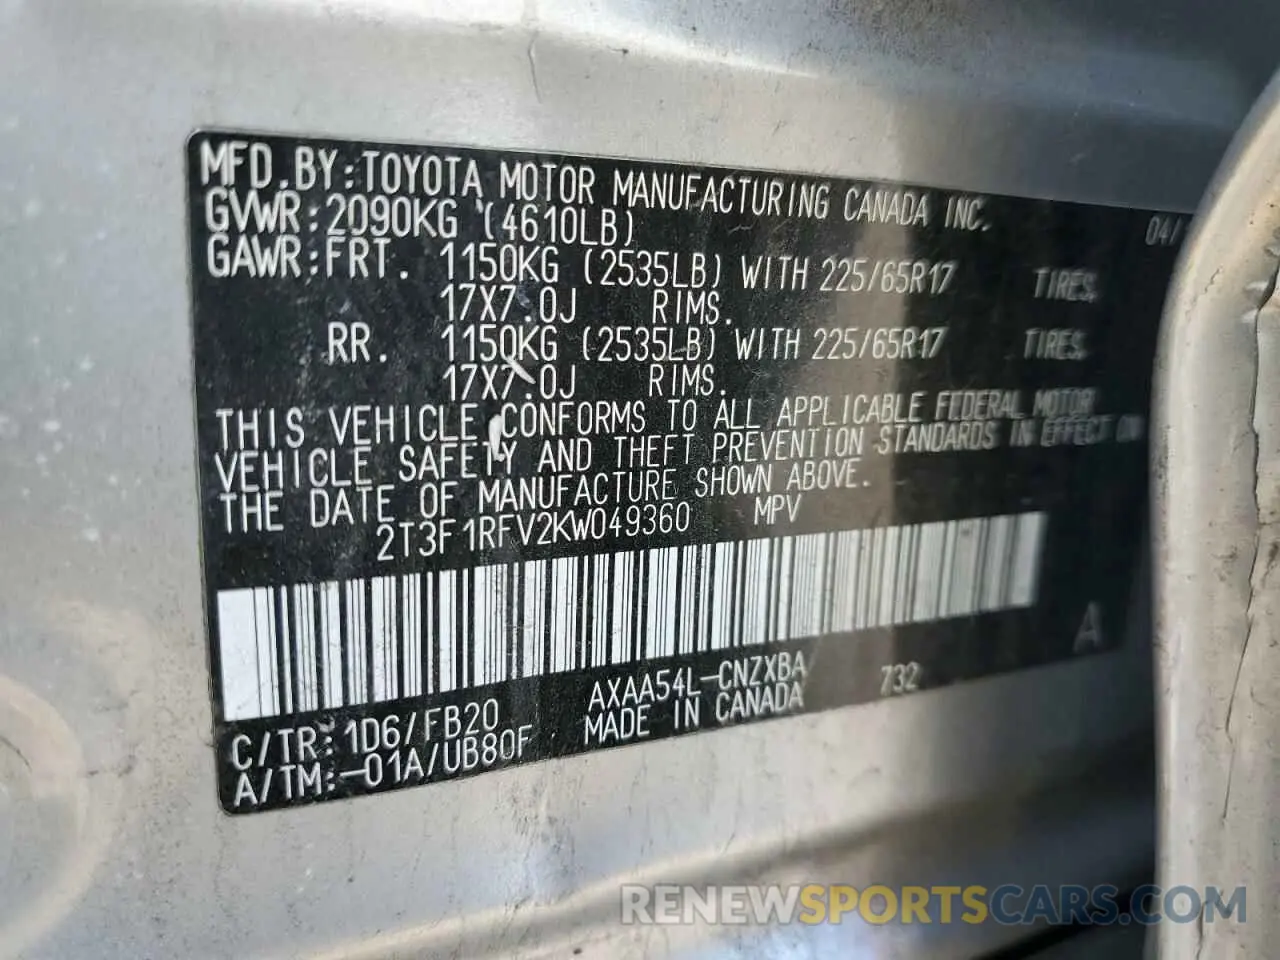 MFD.BY:TOYOTA MOTOR MANUFACTURING CANADA INC.
GVWR:2090KG (4610LB) 04/
GAWR:FRT. 1150KG (2535LB) WITH 225/65R17 TIRES.
17X7.0J RIMS.
RR. 1150KG (2535LB) WITH 225/65R17 TIRES.
17X7.0J RIMS.
THIS VEHICLE CONFORMS TO ALL APPLICABLE FEDERAL MOTOR
VEHICLE SAFETY AND THEFT PREVENTION STANDARDS IN EFFECT ON
THE DATE OF MANUFACTURE SHOWN ABOVE.
2T3F1RFV2KW049360 MPV
A
C/TR:1D6/FB20 AXAA54L-CNZXBA 732
A/TM:-01A/UB80F MADE IN CANADA
RENEWSPORTSCARS.COM